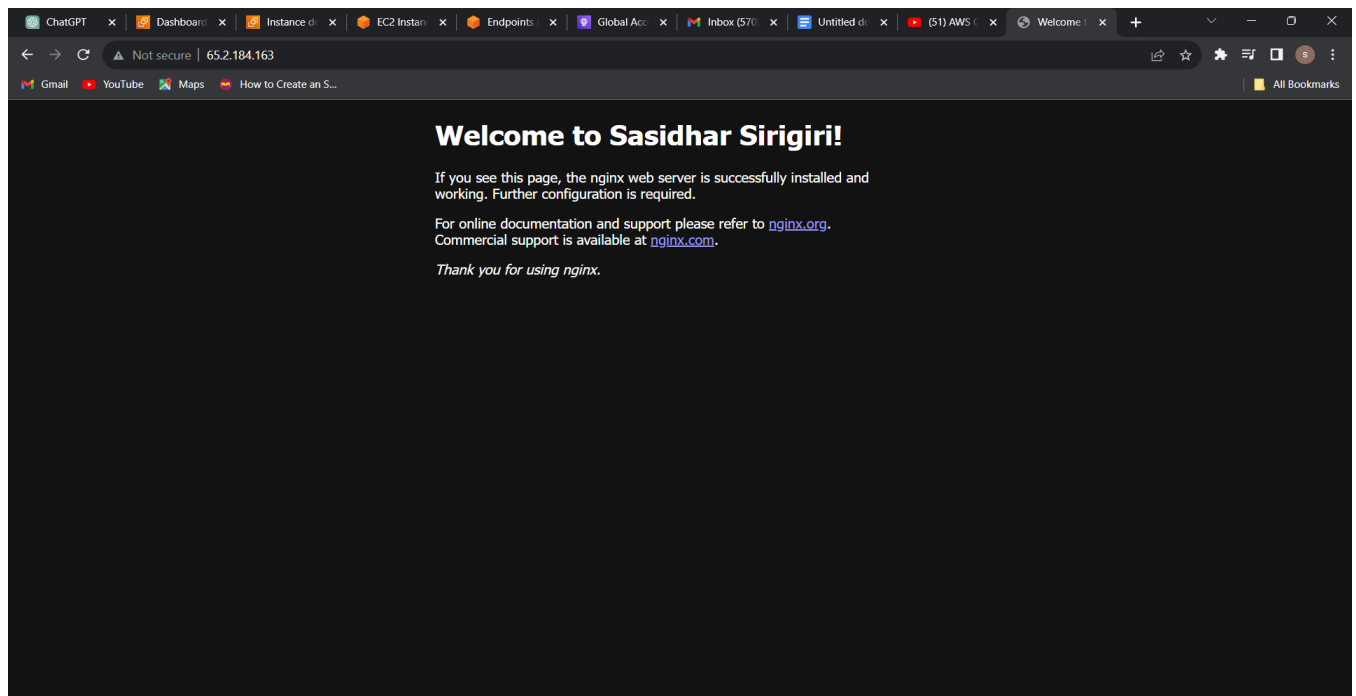 ChatGPT Dashboard Instance de EC2 Instan Endpoints Global Acc Inbox (570 Untitled do (51) AWS C Welcome t
Not secure 65.2.184.163
Gmail YouTube Maps How to Create an S... All Bookmarks
Welcome to Sasidhar Sirigiri!
If you see this page, the nginx web server is successfully installed and
working. Further configuration is required.
For online documentation and support please refer to nginx.org.
Commercial support is available at nginx.com.
Thank you for using nginx.